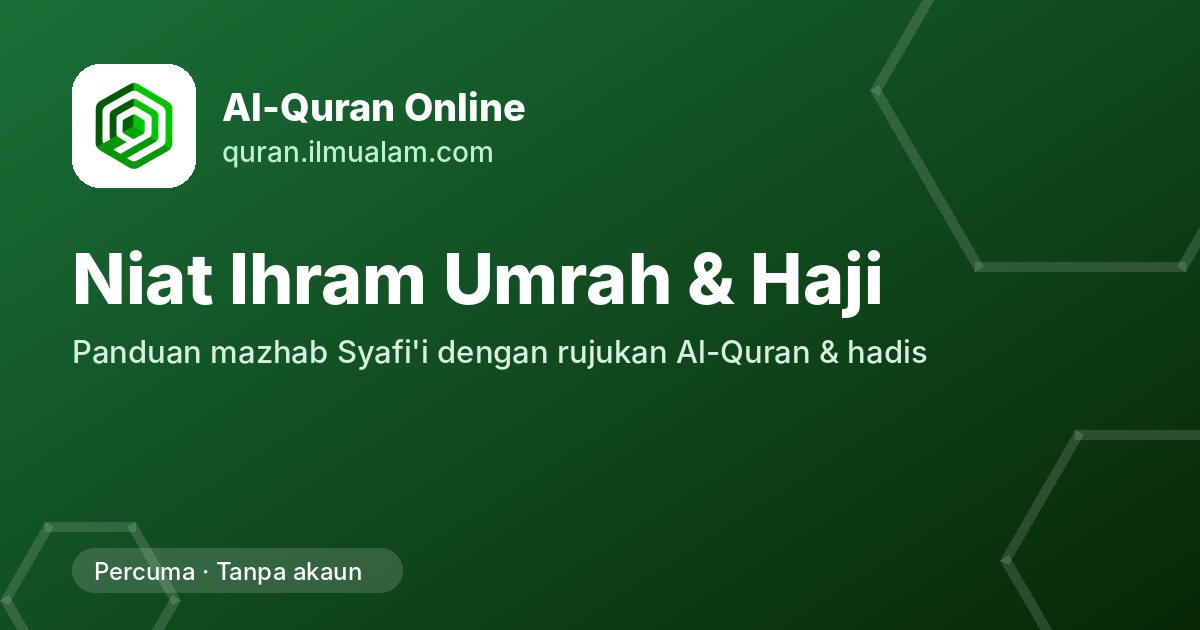 Al-Quran Online
quran.ilmualam.com
Niat Ihram Umrah & Haji
Panduan mazhab Syafi'i dengan rujukan Al-Quran & hadis
Percuma · Tanpa akaun